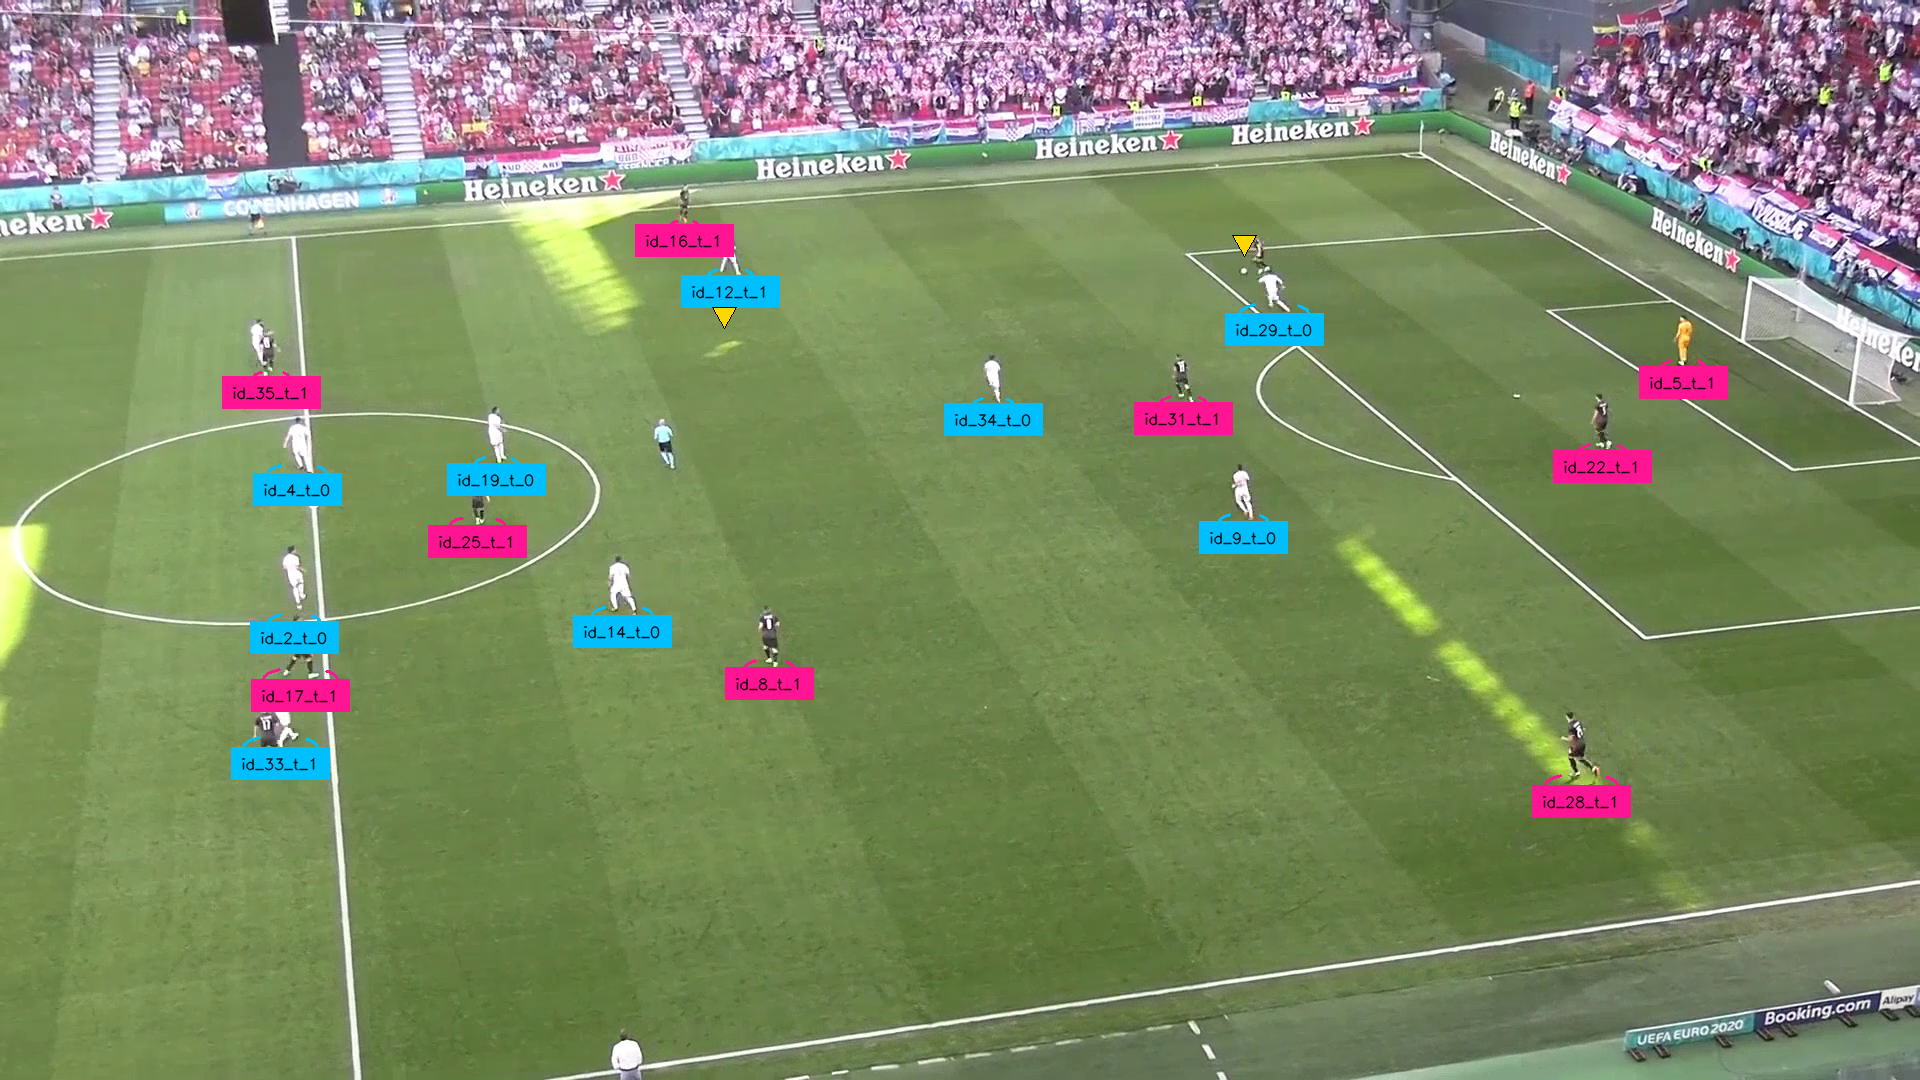 Heineken
Heineken
Heineken
Heineken
COPENHAGEN
eken
Heineken
Heineken
Heineken
id_16_t_1
id_12_t_1
id_29_t_0
id_5_t_1
id_35_t_1
id_34_t_0
id_31_t_1
id_22_t_1
id_4_t_0
id_19_t_0
id_25_t_1
id_9_t_0
id_2_t_0
id_14_t_0
id_8_t_1
id_17_t_1
id_33_t_1
id_28_t_1
UEFA EURO 2020
Booking.com
Alipay